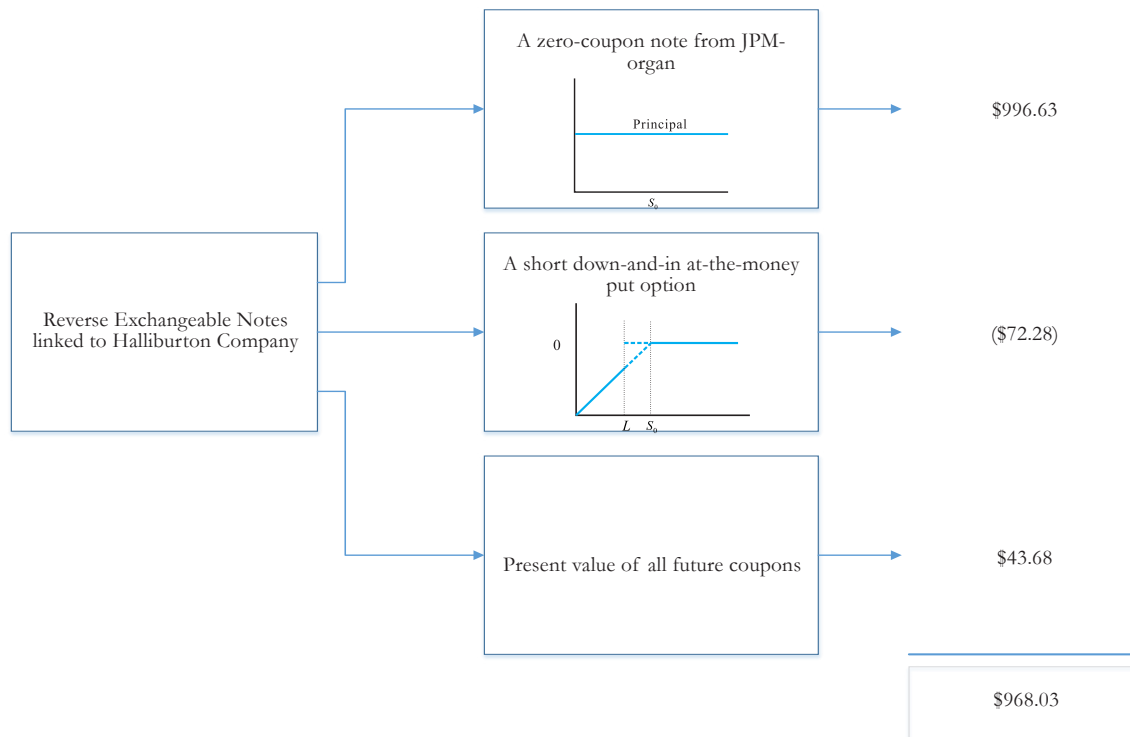 A zero-coupon note from JPM-
organ
Principal
S₀
$996.63
Reverse Exchangeable Notes
linked to Halliburton Company
A short down-and-in at-the-money
put option
0
L S₀
($72.28)
Present value of all future coupons
$43.68
$968.03